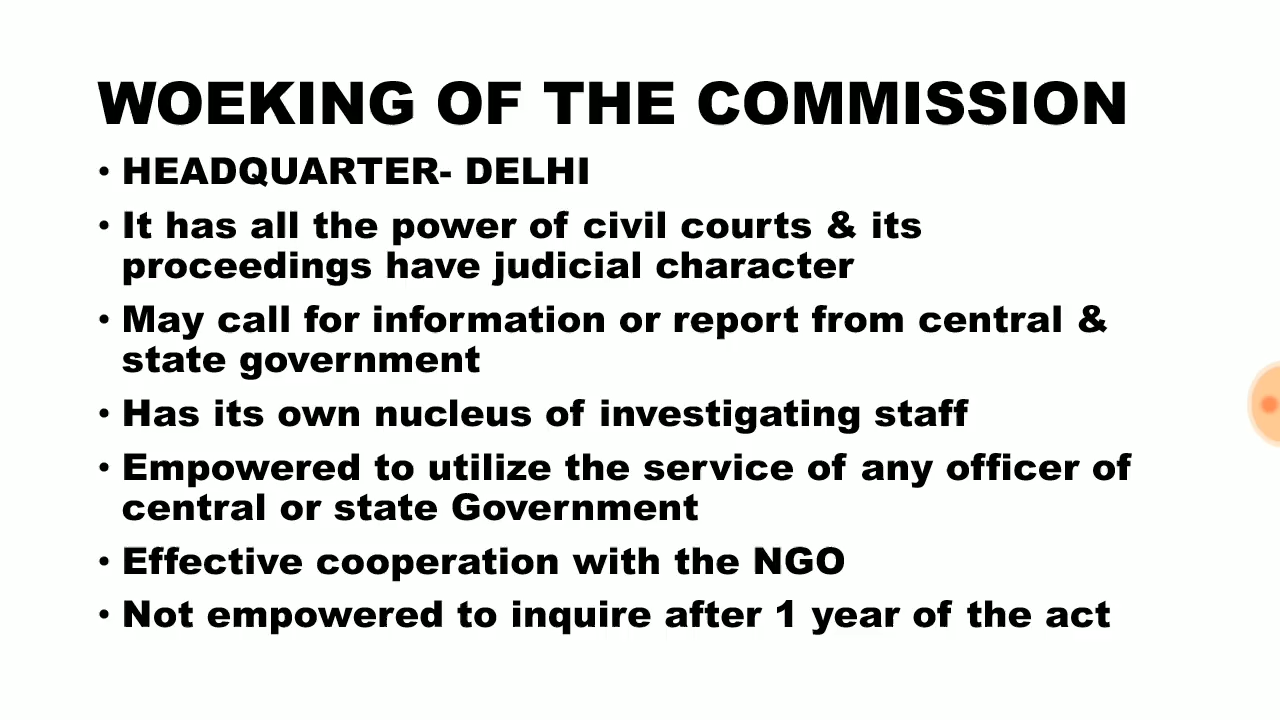 WOEKING OF THE COMMISSION
• HEADQUARTER- DELHI
• It has all the power of civil courts & its
proceedings have judicial character
• May call for information or report from central &
state government
• Has its own nucleus of investigating staff
• Empowered to utilize the service of any officer of
central or state Government
• Effective cooperation with the NGO
• Not empowered to inquire after 1 year of the act